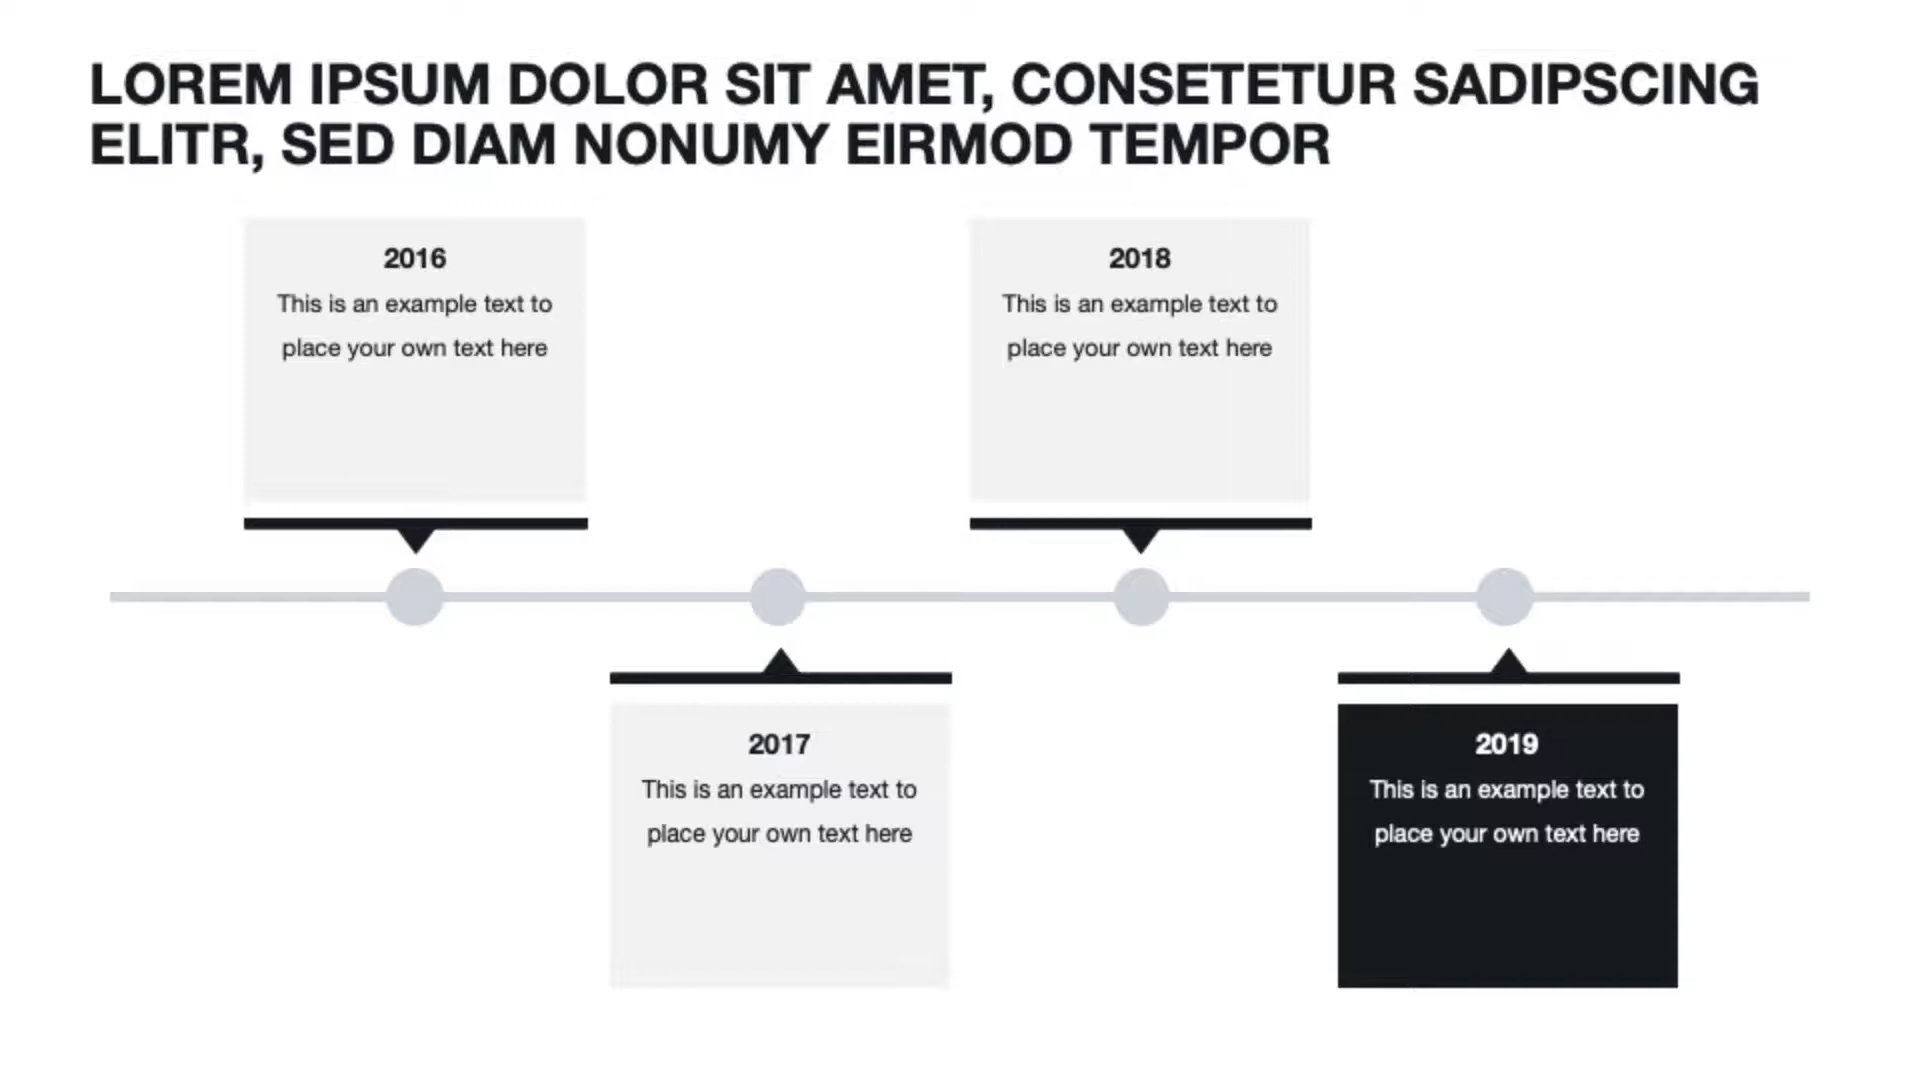 LOREM IPSUM DOLOR SIT AMET, CONSETETUR SADIPSCING
ELITR, SED DIAM NONUMY EIRMOD TEMPOR
2016
This is an example text to
place your own text here
2018
This is an example text to
place your own text here
2017
This is an example text to
place your own text here
2019
This is an example text to
place your own text here